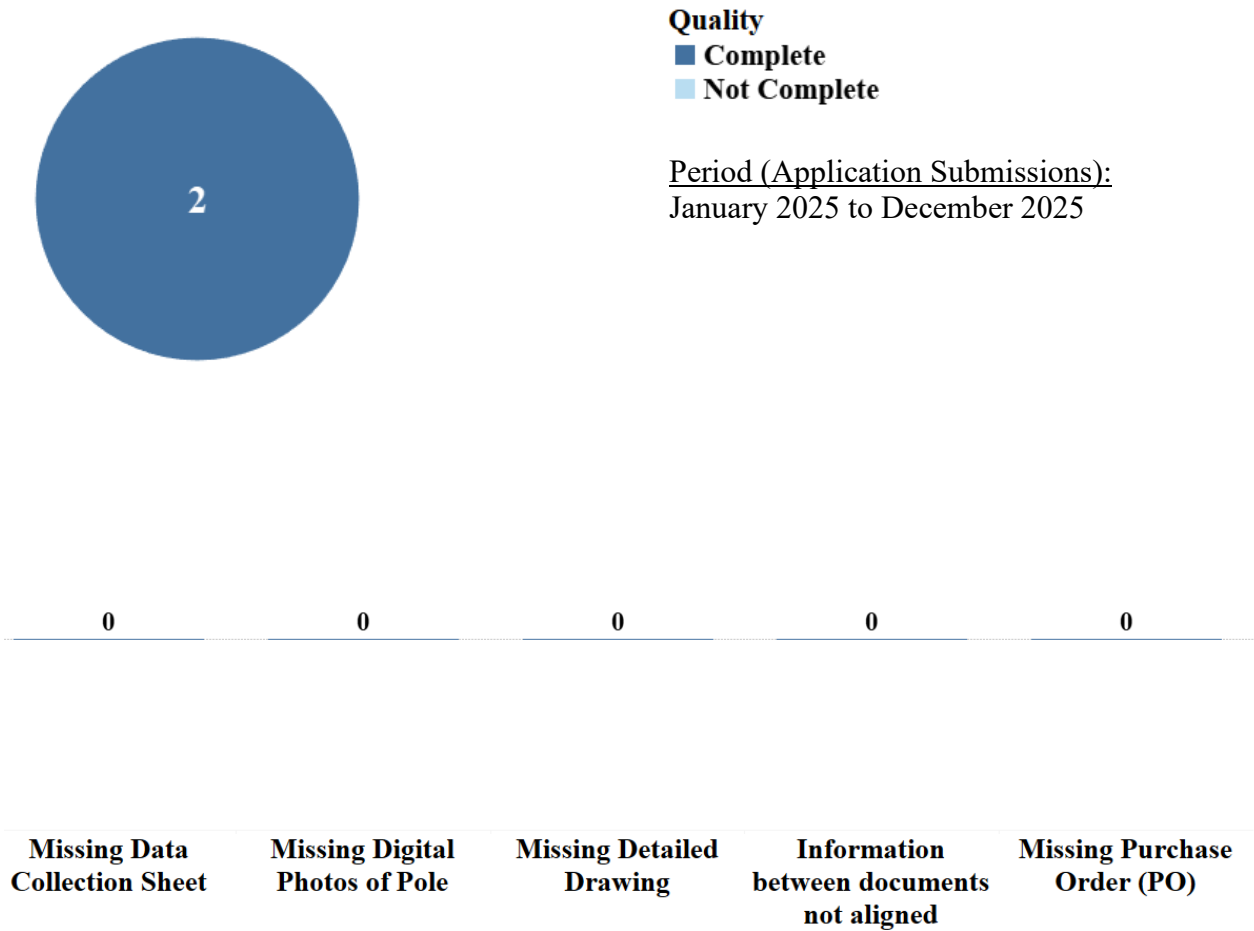 2
Quality
Complete
Not Complete
Period (Application Submissions):
January 2025 to December 2025
0
0
0
0
0
Missing Data
Collection Sheet
Missing Digital
Photos of Pole
Missing Detailed
Drawing
Information
between documents
not aligned
Missing Purchase
Order (PO)